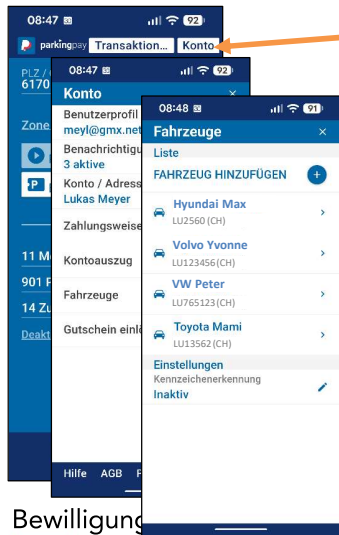 08:47 92
parkingpay Transaktion... Konto
PLZ /
6170
Zone
P
11 M
901 F
14 Zu
Deakt
08:47 92
Konto ×
Benutzerprofil
meyl@gmx.net
Benachrichtigu
3 aktive
Konto / Adress
Lukas Meyer
Zahlungsweise
Kontoauszug
Fahrzeuge
Gutschein einlö
Hilfe AGB
08:48 91
Fahrzeuge ×
Liste
FAHRZEUG HINZUFÜGEN +
Hyundai Max
LU2560 (CH)
Volvo Yvonne
LU123456 (CH)
VW Peter
LU765123 (CH)
Toyota Mami
LU13562 (CH)
Einstellungen
Kennzeichenerkennung
Inaktiv
Bewilligung